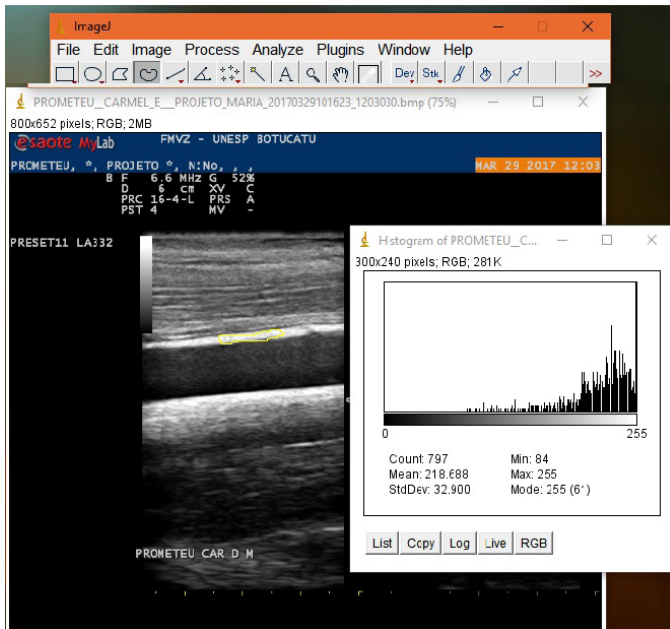 ImageJ
File Edit Image Process Analyze Plugins Window Help
A Dev Stk >>
PROMETEU__CARMEL_E__PROJETO_MARIA_20170329101623_1203030.bmp (75%)
800x652 pixels; RGB; 2MB
esaote MyLab FMVZ - UNESP BOTUCATU
PROMETEU, *, PROJETO *, N:No, , , MAR 29 2017 12:03
B F 6.6 MHz G 52%
D 6 cm XV C
PRC 16-4-L PRS A
PST 4 MV -
PRESET11 LA332
PROMETEU CAR D M
Histogram of PROMETEU__C...
300x240 pixels; RGB; 281K
0 255
Count: 797 Min: 84
Mean: 218.688 Max: 255
StdDev: 32.900 Mode: 255 (61)
List Copy Log Live RGB